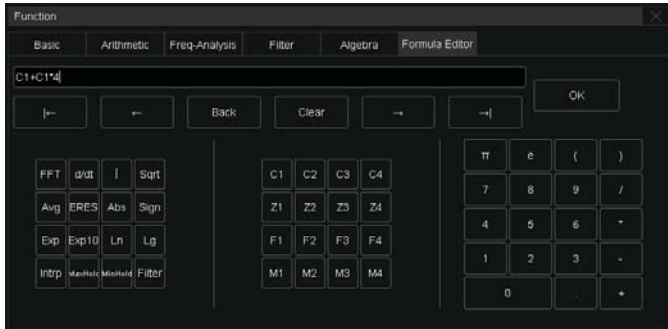 Function
Basic Arithmetic Freq-Analysis Filter Algebra Formula Editor
C1+C1*4
OK
|← ← Back Clear → →|
π e ( )
FFT d/dt ∫ Sqrt C1 C2 C3 C4
7 8 9 /
Avg ERES Abs Sign Z1 Z2 Z3 Z4
4 5 6 *
Exp Exp10 Ln Lg F1 F2 F3 F4
1 2 3 -
Intrp MaxHold MinHold Filter M1 M2 M3 M4
0 . +